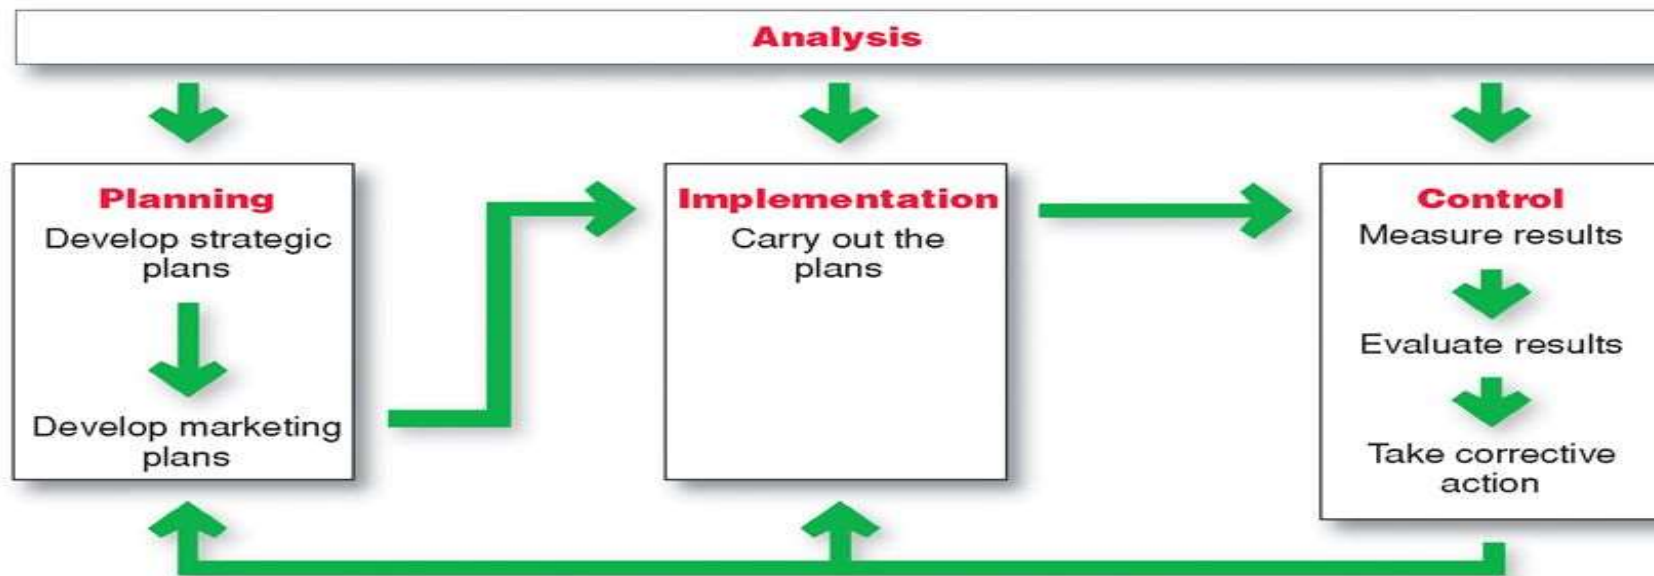 Analysis
Planning
Develop strategic
plans
Develop marketing
plans
Implementation
Carry out the
plans
Control
Measure results
Evaluate results
Take corrective
action